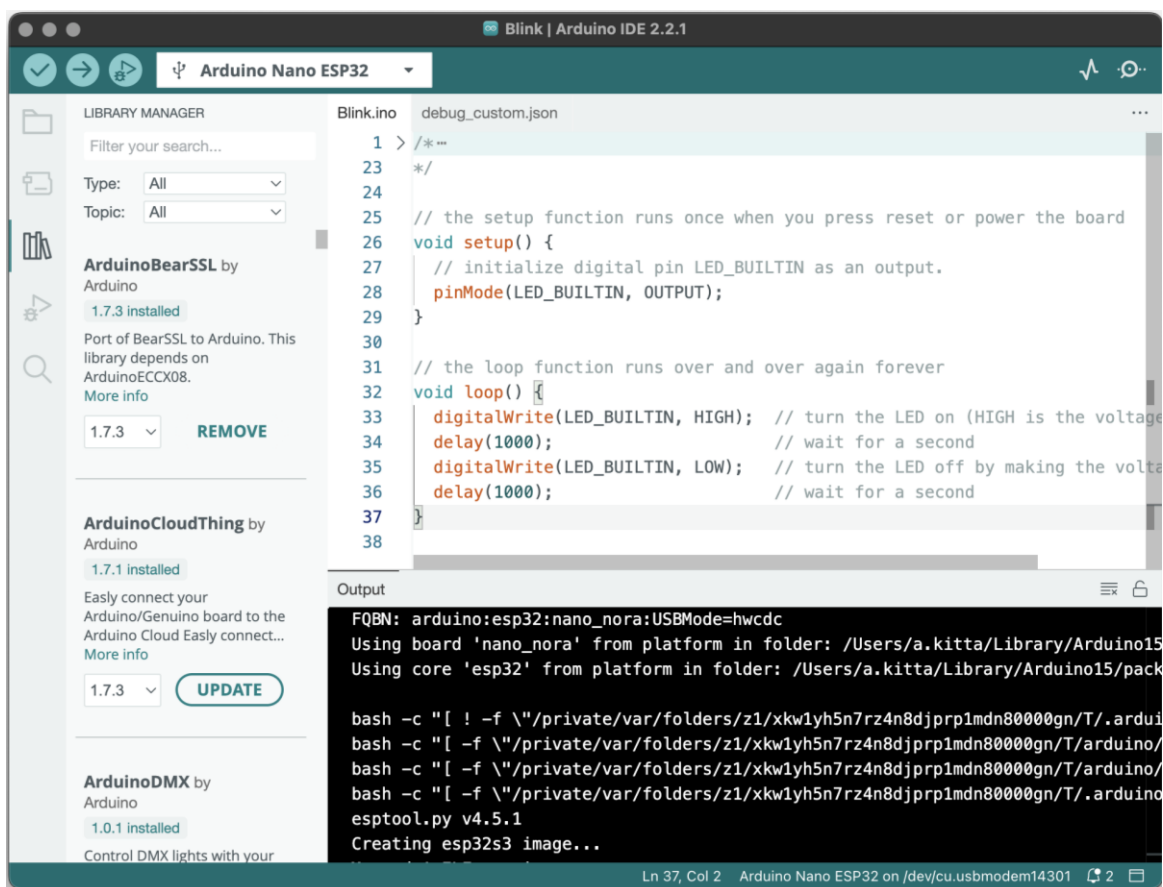 Blink | Arduino IDE 2.2.1
Arduino Nano ESP32
LIBRARY MANAGER
Filter your search...
Type: All
Topic: All
ArduinoBearSSL by
Arduino
1.7.3 installed
Port of BearSSL to Arduino. This
library depends on
ArduinoECCX08.
More info
1.7.3 REMOVE
ArduinoCloudThing by
Arduino
1.7.1 installed
Easly connect your
Arduino/Genuino board to the
Arduino Cloud Easly connect...
More info
1.7.3 UPDATE
ArduinoDMX by
Arduino
1.0.1 installed
Control DMX lights with your
Blink.ino debug_custom.json ...
1 > /*…
23 */
24
25 // the setup function runs once when you press reset or power the board
26 void setup() {
27 // initialize digital pin LED_BUILTIN as an output.
28 pinMode(LED_BUILTIN, OUTPUT);
29 }
30
31 // the loop function runs over and over again forever
32 void loop() {
33 digitalWrite(LED_BUILTIN, HIGH); // turn the LED on (HIGH is the voltage
34 delay(1000); // wait for a second
35 digitalWrite(LED_BUILTIN, LOW); // turn the LED off by making the volta
36 delay(1000); // wait for a second
37 }
38
Output
FQBN: arduino:esp32:nano_nora:USBMode=hwcdc
Using board 'nano_nora' from platform in folder: /Users/a.kitta/Library/Arduino15
Using core 'esp32' from platform in folder: /Users/a.kitta/Library/Arduino15/pack
bash -c "[ ! -f \"/private/var/folders/z1/xkw1yh5n7rz4n8djprp1mdn80000gn/T/.ardui
bash -c "[ -f \"/private/var/folders/z1/xkw1yh5n7rz4n8djprp1mdn80000gn/T/arduino/
bash -c "[ -f \"/private/var/folders/z1/xkw1yh5n7rz4n8djprp1mdn80000gn/T/arduino/
bash -c "[ -f \"/private/var/folders/z1/xkw1yh5n7rz4n8djprp1mdn80000gn/T/.arduino
esptool.py v4.5.1
Creating esp32s3 image...
Ln 37, Col 2 Arduino Nano ESP32 on /dev/cu.usbmodem14301 2